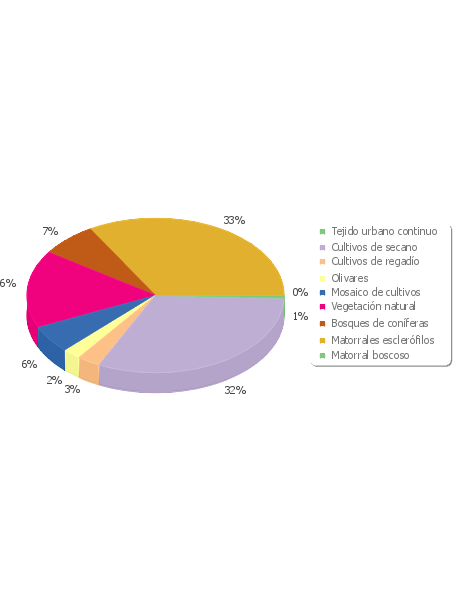 33%
7%
6%
0%
1%
6%
2%
3%
32%
Tejido urbano continuo
Cultivos de secano
Cultivos de regadío
Olivares
Mosaico de cultivos
Vegetación natural
Bosques de coníferas
Matorrales esclerófilos
Matorral boscoso